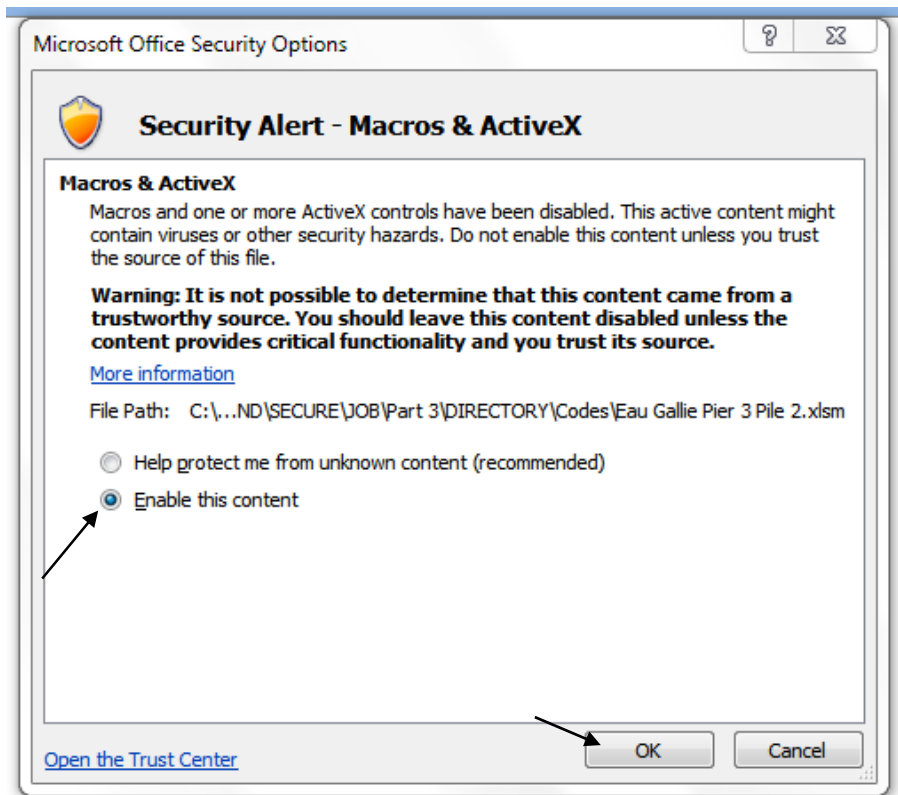 Microsoft Office Security Options
?
Security Alert - Macros & ActiveX
Macros & ActiveX
Macros and one or more ActiveX controls have been disabled. This active content might
contain viruses or other security hazards. Do not enable this content unless you trust
the source of this file.
Warning: It is not possible to determine that this content came from a
trustworthy source. You should leave this content disabled unless the
content provides critical functionality and you trust its source.
More information
File Path: C:\...ND\SECURE\JOB\Part 3\DIRECTORY\Codes\Eau Gallie Pier 3 Pile 2.xlsm
Help protect me from unknown content (recommended)
Enable this content
Open the Trust Center
OK
Cancel